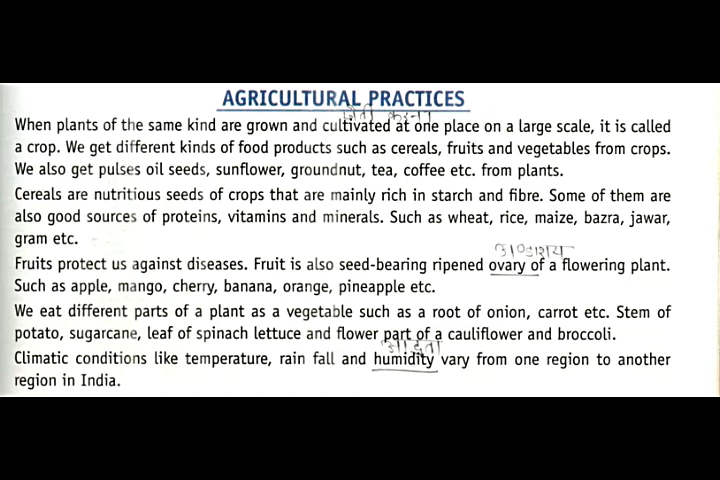 AGRICULTURAL PRACTICES
खेती करना
When plants of the same kind are grown and cultivated at one place on a large scale, it is called
a crop. We get different kinds of food products such as cereals, fruits and vegetables from crops.
We also get pulses oil seeds, sunflower, groundnut, tea, coffee etc. from plants.
Cereals are nutritious seeds of crops that are mainly rich in starch and fibre. Some of them are
also good sources of proteins, vitamins and minerals. Such as wheat, rice, maize, bazra, jawar,
gram etc.
अण्डाशय
Fruits protect us against diseases. Fruit is also seed-bearing ripened ovary of a flowering plant.
Such as apple, mango, cherry, banana, orange, pineapple etc.
We eat different parts of a plant as a vegetable such as a root of onion, carrot etc. Stem of
potato, sugarcane, leaf of spinach lettuce and flower part of a cauliflower and broccoli.
Climatic conditions like temperature, rain fall and humidity vary from one region to another
region in India.